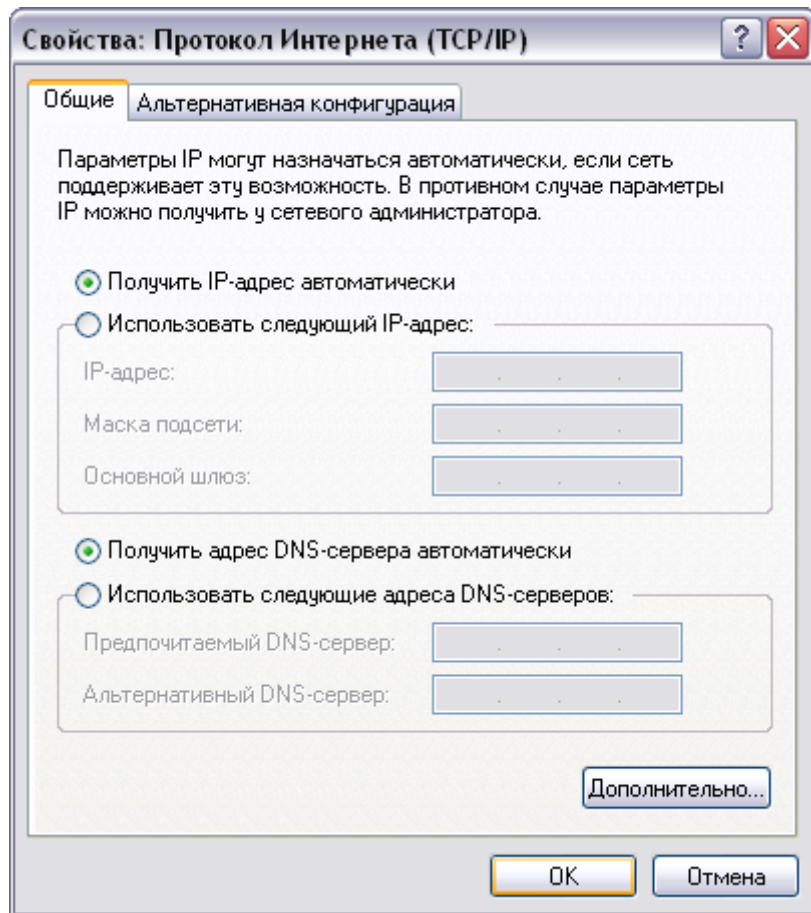 Свойства: Протокол Интернета (TCP/IP)
Общие
Альтернативная конфигурация
Параметры IP могут назначаться автоматически, если сеть
поддерживает эту возможность. В противном случае параметры
IP можно получить у сетевого администратора.
Получить IP-адрес автоматически
Использовать следующий IP-адрес:
IP-адрес:
Маска подсети:
Основной шлюз:
Получить адрес DNS-сервера автоматически
Использовать следующие адреса DNS-серверов:
Предпочитаемый DNS-сервер:
Альтернативный DNS-сервер:
Дополнительно...
OK
Отмена